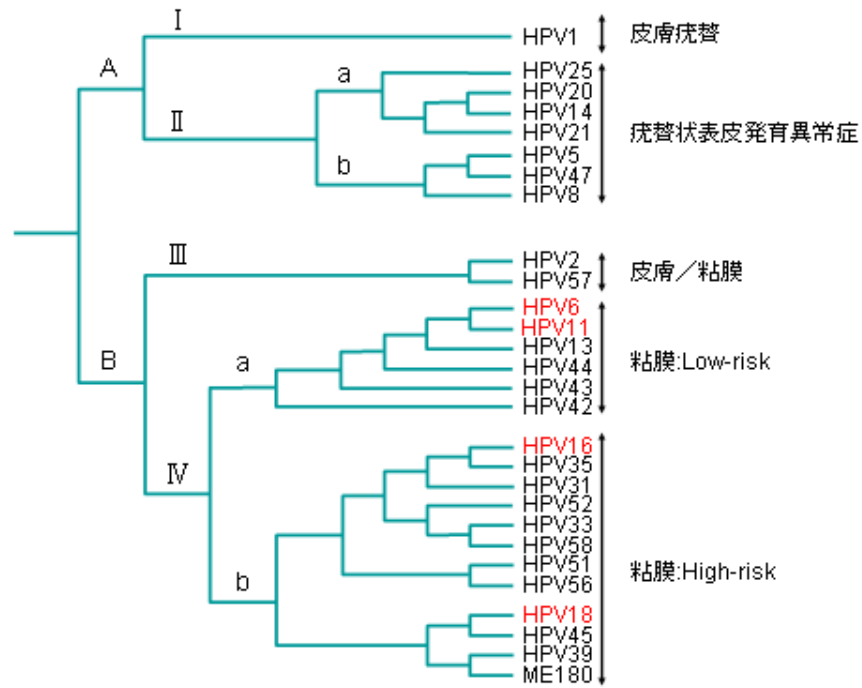 Ⅰ
HPV1
皮膚疣贅
A
a
HPV25
HPV20
HPV14
HPV21
Ⅱ
疣贅状表皮発育異常症
b
HPV5
HPV47
HPV8
Ⅲ
HPV2
HPV57
皮膚／粘膜
B
a
HPV6
HPV11
HPV13
HPV44
HPV43
HPV42
粘膜:Low-risk
Ⅳ
HPV16
HPV35
HPV31
HPV52
HPV33
HPV58
HPV51
HPV56
粘膜:High-risk
b
HPV18
HPV45
HPV39
ME180